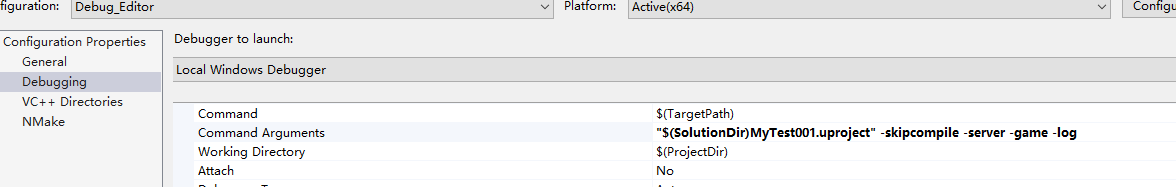 figuration: Debug_Editor Platform: Active(x64) Configu
Configuration Properties
General
Debugging
VC++ Directories
NMake
Debugger to launch:
Local Windows Debugger
Command $(TargetPath)
Command Arguments "$(SolutionDir)MyTest001.uproject" -skipcompile -server -game -log
Working Directory $(ProjectDir)
Attach No